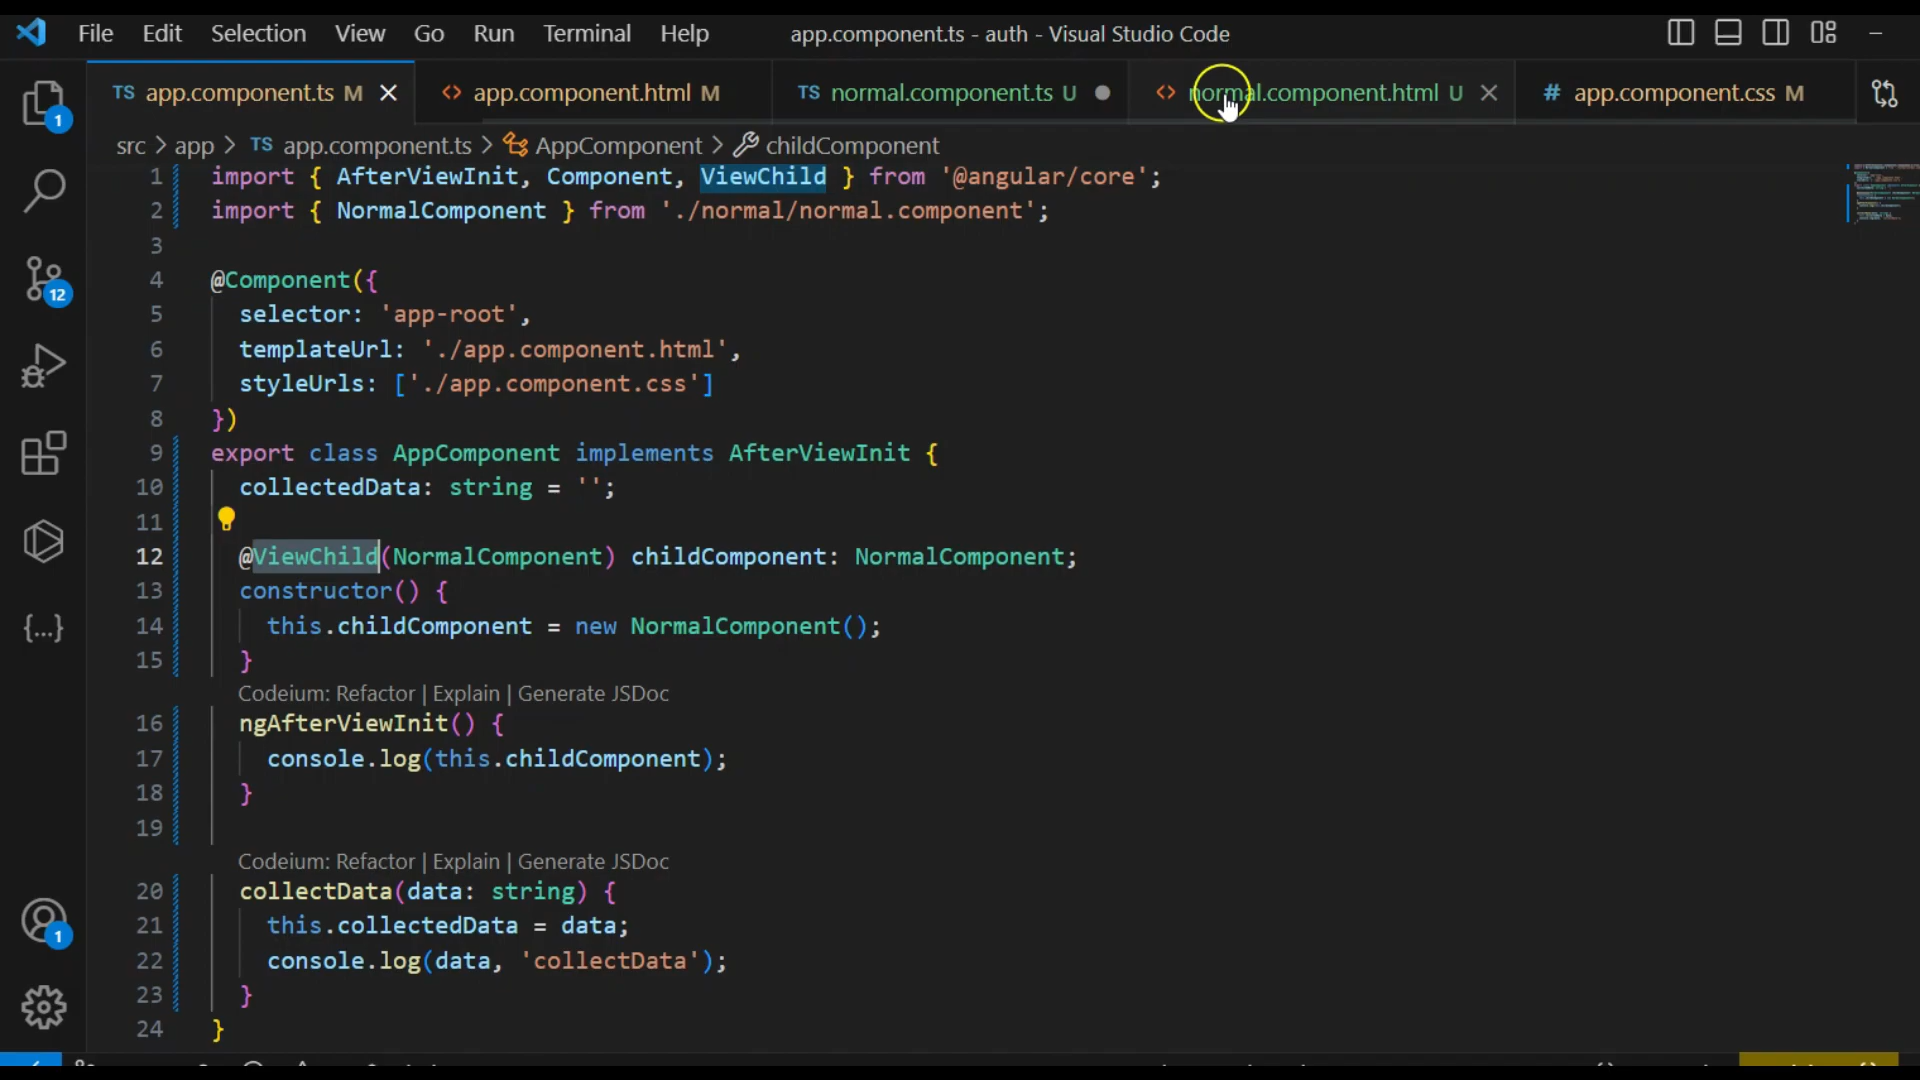 File Edit Selection View Go Run Terminal Help app.component.ts - auth - Visual Studio Code
TS app.component.ts M <> app.component.html M TS normal.component.ts U <> normal.component.html U # app.component.css M
src > app > TS app.component.ts > AppComponent > childComponent
1 import { AfterViewInit, Component, ViewChild } from '@angular/core';
2 import { NormalComponent } from './normal/normal.component';
3
4 @Component({
5 selector: 'app-root',
6 templateUrl: './app.component.html',
7 styleUrls: ['./app.component.css']
8 })
9 export class AppComponent implements AfterViewInit {
10 collectedData: string = '';
11
12 @ViewChild(NormalComponent) childComponent: NormalComponent;
13 constructor() {
14 this.childComponent = new NormalComponent();
15 }
Codeium: Refactor | Explain | Generate JSDoc
16 ngAfterViewInit() {
17 console.log(this.childComponent);
18 }
19
Codeium: Refactor | Explain | Generate JSDoc
20 collectData(data: string) {
21 this.collectedData = data;
22 console.log(data, 'collectData');
23 }
24 }
1
12
{...}
1